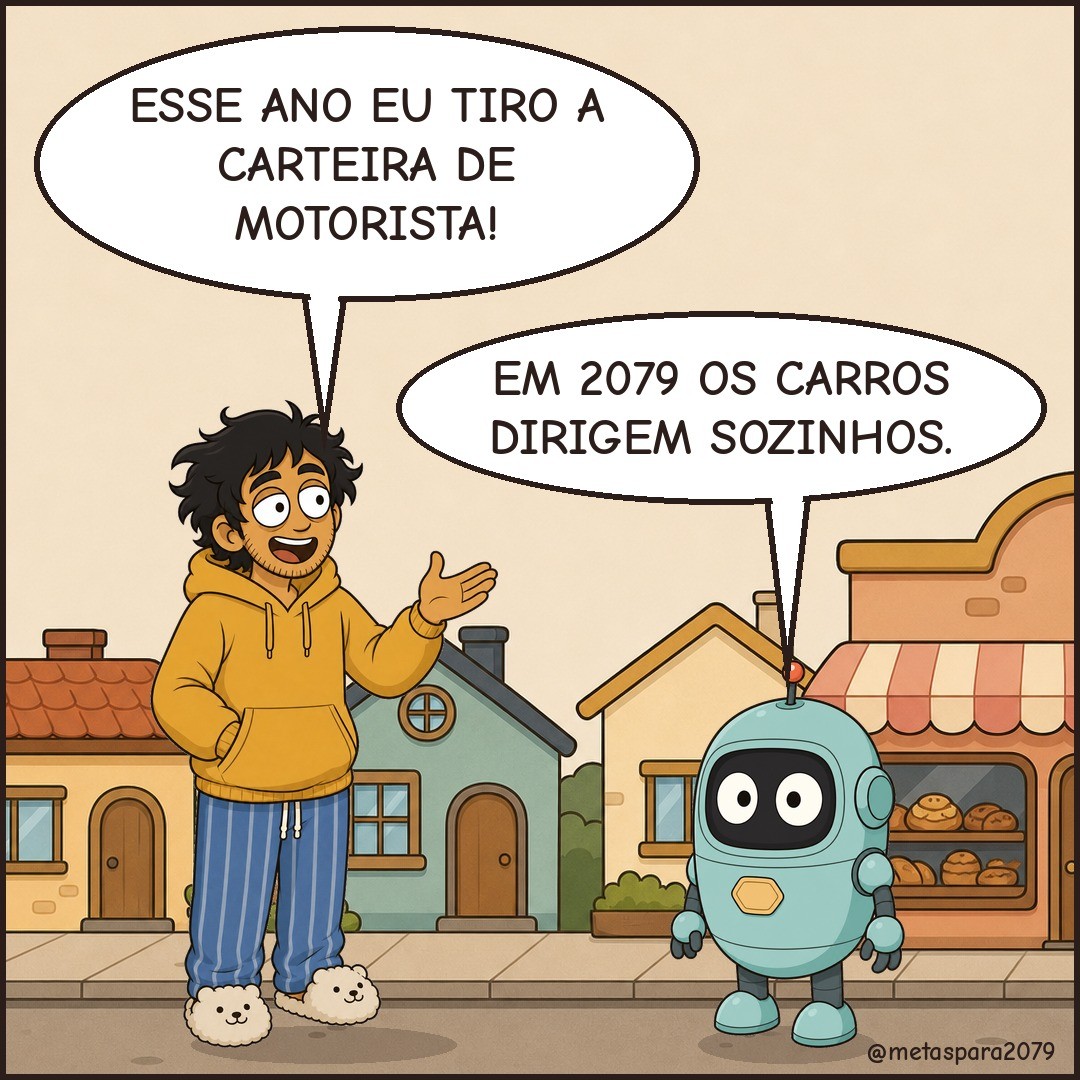 ESSE ANO EU TIRO A
CARTEIRA DE
MOTORISTA!
EM 2079 OS CARROS
DIRIGEM SOZINHOS.
@metaspara2079